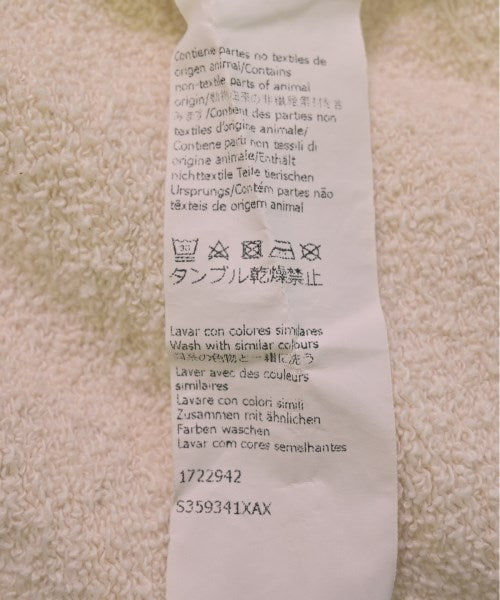 Contiene partes no textiles de
origen animal/Contains
non-textile parts of animal
origin/動物由来の非繊維素材を含
みます/Contient des parties non
textiles d'origine animale/
Contiene parti non tessili di
origine animale/Enthält
nichttextile Teile tierischen
Ursprungs/Contém partes não
têxteis de origem animal
30
タンブル乾燥禁止
Lavar con colores similares
Wash with similar colours
同系の色物と一緒に洗う
Laver avec des couleurs
similaires
Lavare con colori simili
Zusammen mit ähnlichen
Farben waschen
Lavar com cores semelhantes
1722942
S359341XAX